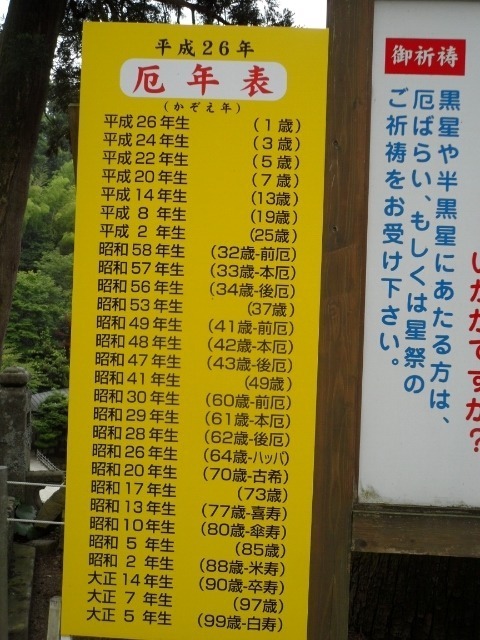 平成26年
厄年表
(かぞえ年)
平成26年生 (1歳)
平成24年生 (3歳)
平成22年生 (5歳)
平成20年生 (7歳)
平成14年生 (13歳)
平成 8年生 (19歳)
平成 2年生 (25歳)
昭和58年生 (32歳-前厄)
昭和57年生 (33歳-本厄)
昭和56年生 (34歳-後厄)
昭和53年生 (37歳)
昭和49年生 (41歳-前厄)
昭和48年生 (42歳-本厄)
昭和47年生 (43歳-後厄)
昭和41年生 (49歳)
昭和30年生 (60歳-前厄)
昭和29年生 (61歳-本厄)
昭和28年生 (62歳-後厄)
昭和26年生 (64歳-ハッパ)
昭和20年生 (70歳-古希)
昭和17年生 (73歳)
昭和13年生 (77歳-喜寿)
昭和10年生 (80歳-傘寿)
昭和 5年生 (85歳)
昭和 2年生 (88歳-米寿)
大正14年生 (90歳-卒寿)
大正 7年生 (97歳)
大正 5年生 (99歳-白寿)
御祈祷
いかがですか?
黒星や半黒星にあたる方は、
厄ばらい、もしくは星祭の
ご祈祷をお受け下さい。